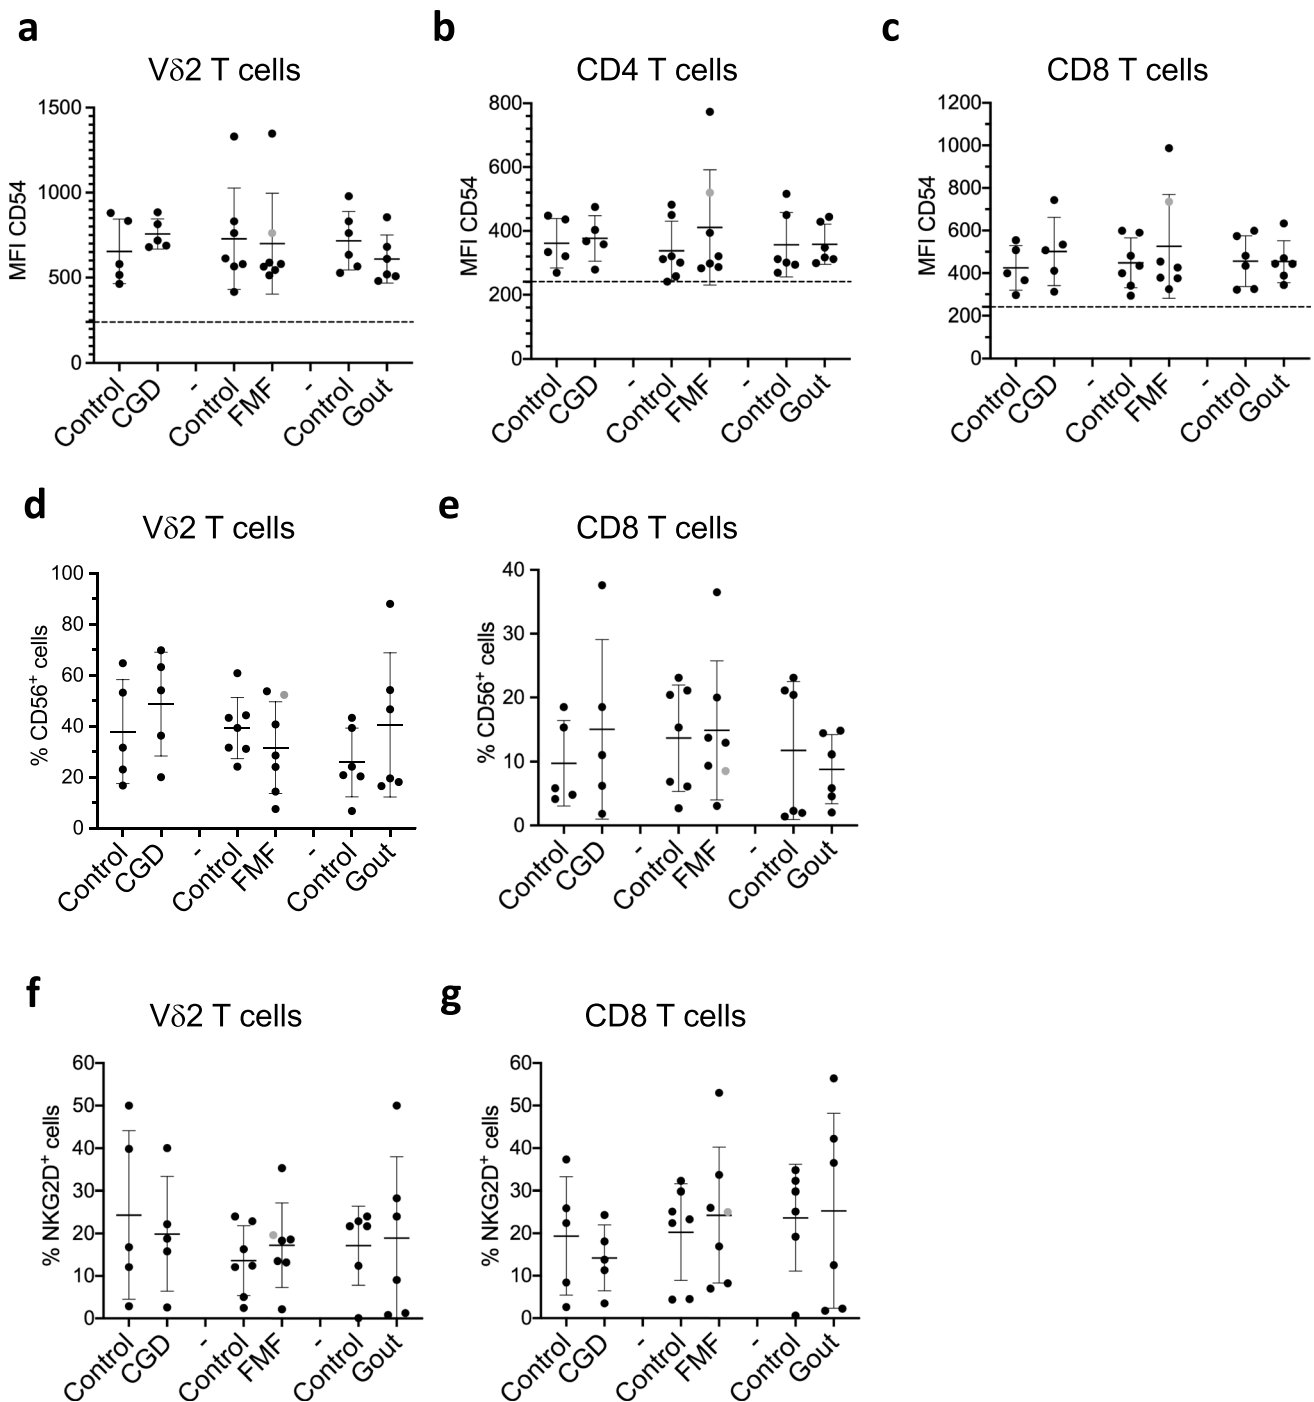 a
Vδ2 T cells
MFI CD54
1500
1000
500
0
Control
CGD
-
Control
FMF
-
Control
Gout
b
CD4 T cells
MFI CD54
800
600
400
200
0
Control
CGD
-
Control
FMF
-
Control
Gout
c
CD8 T cells
MFI CD54
1200
1000
800
600
400
200
0
Control
CGD
-
Control
FMF
-
Control
Gout
d
Vδ2 T cells
% CD56+ cells
100
80
60
40
20
0
Control
CGD
-
Control
FMF
-
Control
Gout
e
CD8 T cells
% CD56+ cells
40
30
20
10
0
Control
CGD
-
Control
FMF
-
Control
Gout
f
Vδ2 T cells
% NKG2D+ cells
60
50
40
30
20
10
0
Control
CGD
-
Control
FMF
-
Control
Gout
g
CD8 T cells
% NKG2D+ cells
60
50
40
30
20
10
0
Control
CGD
-
Control
FMF
-
Control
Gout